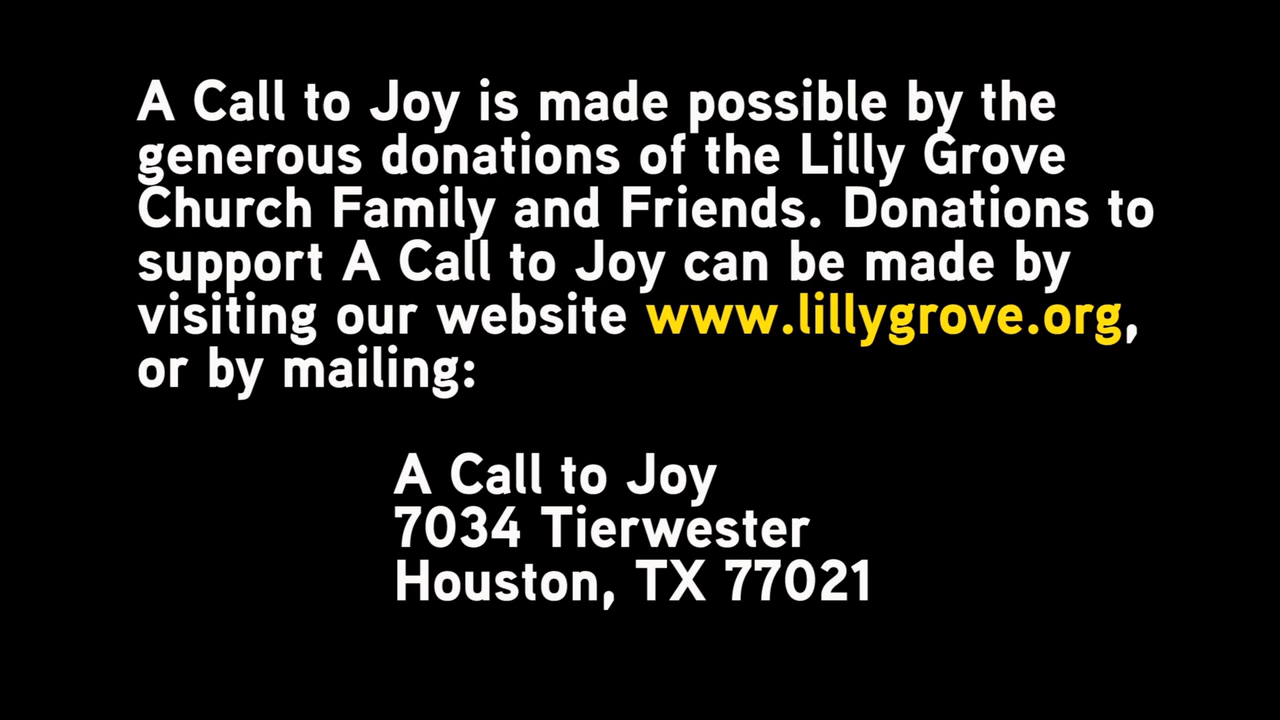 A Call to Joy is made possible by the
generous donations of the Lilly Grove
Church Family and Friends. Donations to
support A Call to Joy can be made by
visiting our website www.lillygrove.org,
or by mailing:
A Call to Joy
7034 Tierwester
Houston, TX 77021